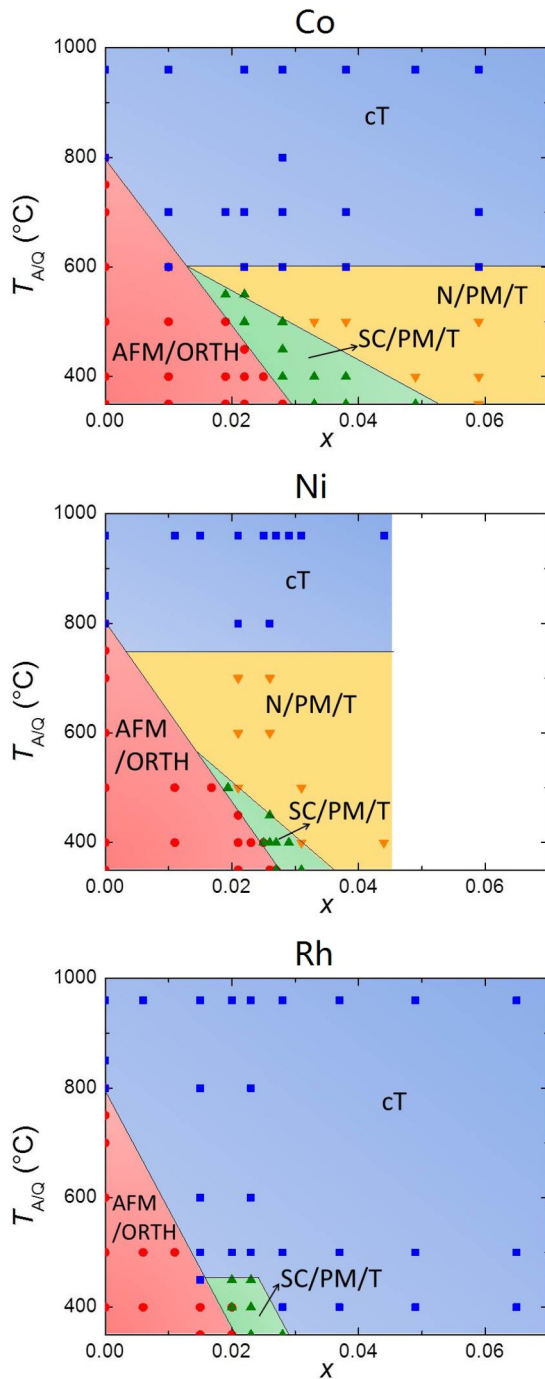 Co
1000
cT
800
T_A/Q (°C)
600
N/PM/T
SC/PM/T
AFM/ORTH
400
0.00 0.02 0.04 0.06
x
Ni
1000
cT
800
T_A/Q (°C)
N/PM/T
AFM
/ORTH
600
SC/PM/T
400
0.00 0.02 0.04 0.06
x
Rh
1000
cT
800
T_A/Q (°C)
600
AFM
/ORTH
SC/PM/T
400
0.00 0.02 0.04 0.06
x